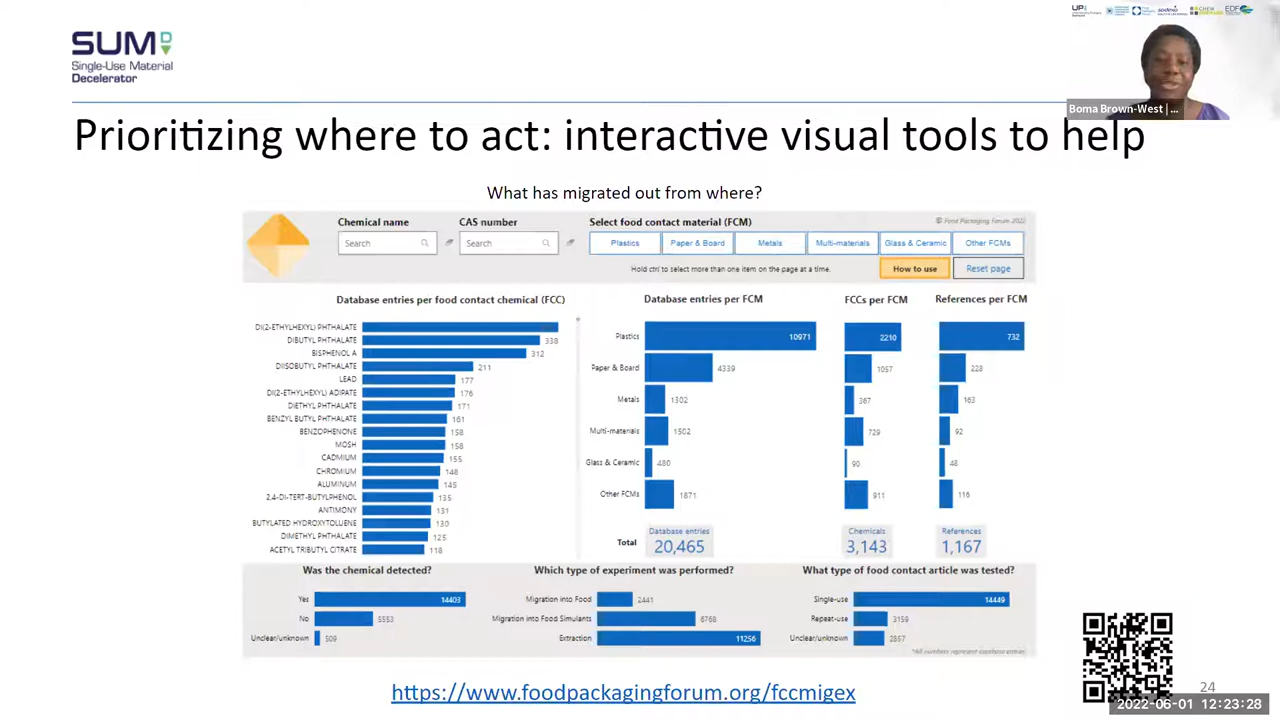 SUMD
Single-Use Material
Decelerator
Boma Brown-West | ...
Prioritizing where to act: interactive visual tools to help
What has migrated out from where?
Chemical name
CAS number
Select food contact material (FCM)
© Food Packaging Forum 2022
Search
Search
Plastics
Paper & Board
Metals
Multi-materials
Glass & Ceramic
Other FCMs
Hold ctrl to select more than one item on the page at a time.
How to use
Reset page
Database entries per food contact chemical (FCC)
DI(2-ETHYLHEXYL) PHTHALATE
DIBUTYL PHTHALATE 338
BISPHENOL A 312
DIISOBUTYL PHTHALATE 211
LEAD 177
DI(2-ETHYLHEXYL) ADIPATE 176
DIETHYL PHTHALATE 171
BENZYL BUTYL PHTHALATE 161
BENZOPHENONE 158
MOSH 158
CADMIUM 155
CHROMIUM 148
ALUMINUM 145
2,4-DI-TERT-BUTYLPHENOL 135
ANTIMONY 131
BUTYLATED HYDROXYTOLUENE 130
DIMETHYL PHTHALATE 125
ACETYL TRIBUTYL CITRATE 118
Database entries per FCM
FCCs per FCM
References per FCM
Plastics 10971 2210 732
Paper & Board 4339 1057 228
Metals 1302 367 163
Multi-materials 1502 729 92
Glass & Ceramic 480 90 48
Other FCMs 1871 911 116
Total
Database entries
20,465
Chemicals
3,143
References
1,167
Was the chemical detected?
Yes 14403
No 5553
Unclear/unknown 509
Which type of experiment was performed?
Migration into Food 2441
Migration into Food Simulants 6768
Extraction 11256
What type of food contact article was tested?
Single-use 14449
Repeat-use 3159
Unclear/unknown 2857
*All numbers represent database entries
https://www.foodpackagingforum.org/fccmigex
24
2022-06-01 12:23:28